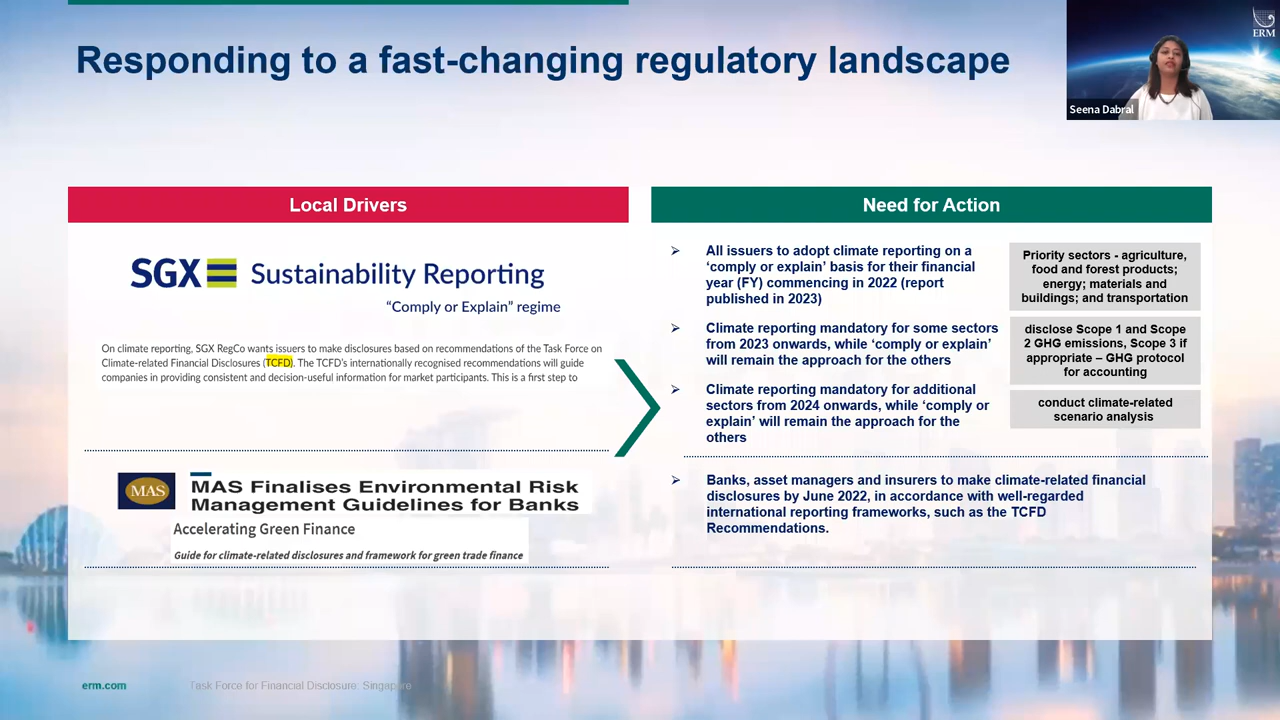 Responding to a fast-changing regulatory landscape
ERM
Seena Dabral
Local Drivers
SGX Sustainability Reporting
“Comply or Explain” regime
On climate reporting, SGX RegCo wants issuers to make disclosures based on recommendations of the Task Force on
Climate-related Financial Disclosures (TCFD). The TCFD's internationally recognised recommendations will guide
companies in providing consistent and decision-useful information for market participants. This is a first step to
MAS
MAS Finalises Environmental Risk
Management Guidelines for Banks
Accelerating Green Finance
Guide for climate-related disclosures and framework for green trade finance
Need for Action
All issuers to adopt climate reporting on a
‘comply or explain’ basis for their financial
year (FY) commencing in 2022 (report
published in 2023)
Climate reporting mandatory for some sectors
from 2023 onwards, while ‘comply or explain’
will remain the approach for the others
Climate reporting mandatory for additional
sectors from 2024 onwards, while ‘comply or
explain’ will remain the approach for the
others
Priority sectors - agriculture,
food and forest products;
energy; materials and
buildings; and transportation
disclose Scope 1 and Scope
2 GHG emissions, Scope 3 if
appropriate – GHG protocol
for accounting
conduct climate-related
scenario analysis
Banks, asset managers and insurers to make climate-related financial
disclosures by June 2022, in accordance with well-regarded
international reporting frameworks, such as the TCFD
Recommendations.
erm.com
Task Force for Financial Disclosure: Singapore